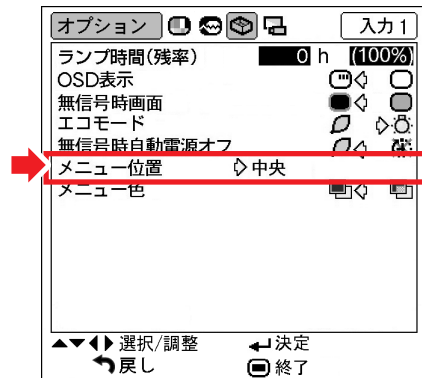 オプション 入力1
ランプ時間(残率) 0 h (100%)
OSD表示
無信号時画面
エコモード
無信号時自動電源オフ
メニュー位置 中央
メニュー色
選択/調整 決定
戻し 終了